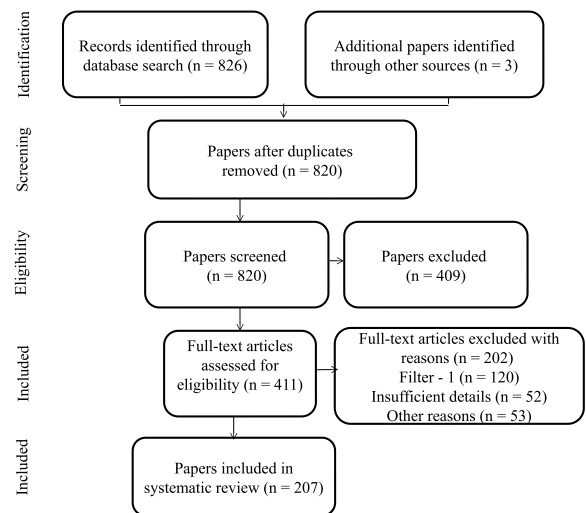 Identification
Records identified through
database search (n = 826)
Additional papers identified
through other sources (n = 3)
Screening
Papers after duplicates
removed (n = 820)
Eligibility
Papers screened
(n = 820)
Papers excluded
(n = 409)
Included
Full-text articles
assessed for
eligibility (n = 411)
Full-text articles excluded with
reasons (n = 202)
Filter - 1 (n = 120)
Insufficient details (n = 52)
Other reasons (n = 53)
Included
Papers included in
systematic review (n = 207)